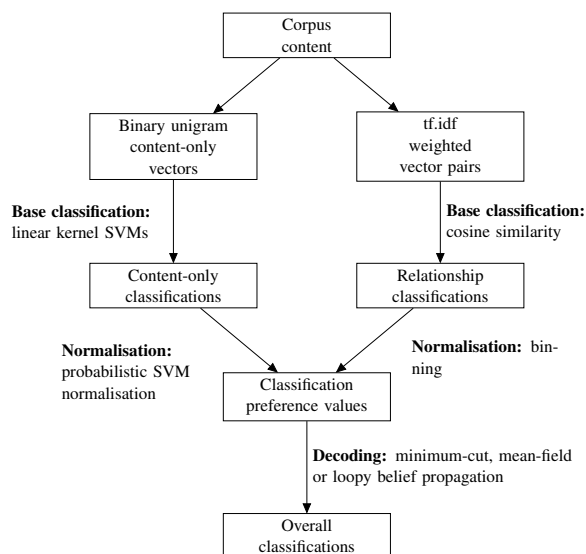 Corpus
content
Binary unigram
content-only
vectors
tf.idf
weighted
vector pairs
Base classification:
linear kernel SVMs
Base classification:
cosine similarity
Content-only
classifications
Relationship
classifications
Normalisation:
probabilistic SVM
normalisation
Normalisation: bin-
ning
Classification
preference values
Decoding: minimum-cut, mean-field
or loopy belief propagation
Overall
classifications